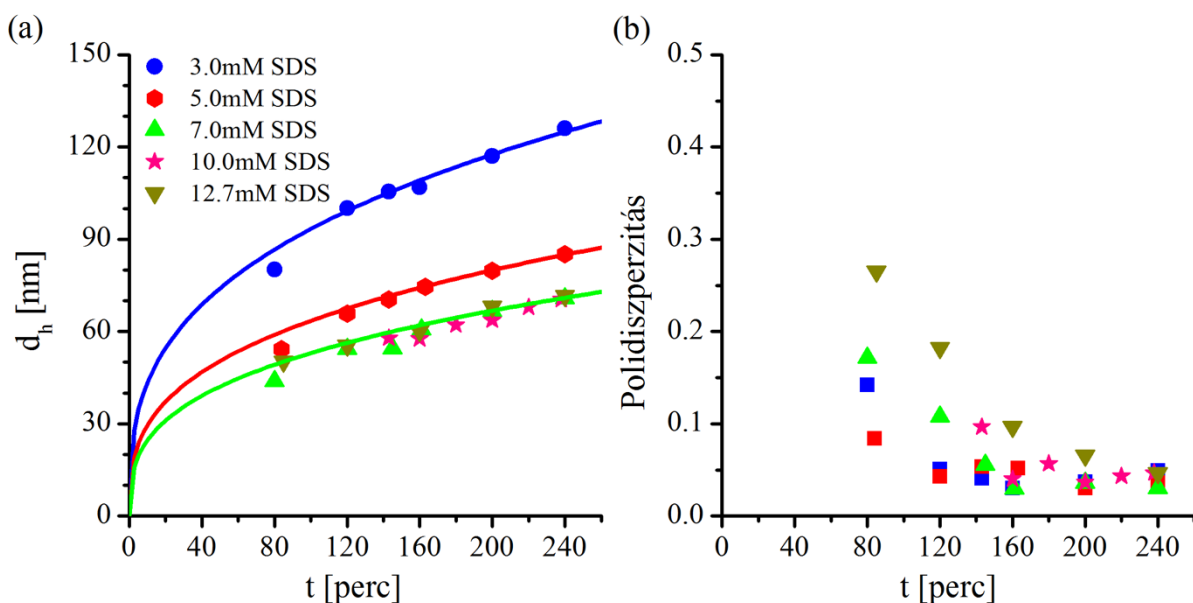 (a)
150
120
90
60
30
0
d_h [nm]
3.0mM SDS
5.0mM SDS
7.0mM SDS
10.0mM SDS
12.7mM SDS
0 40 80 120 160 200 240
t [perc]
(b)
0.5
0.4
0.3
0.2
0.1
0.0
Polidiszperzitás
0 40 80 120 160 200 240
t [perc]